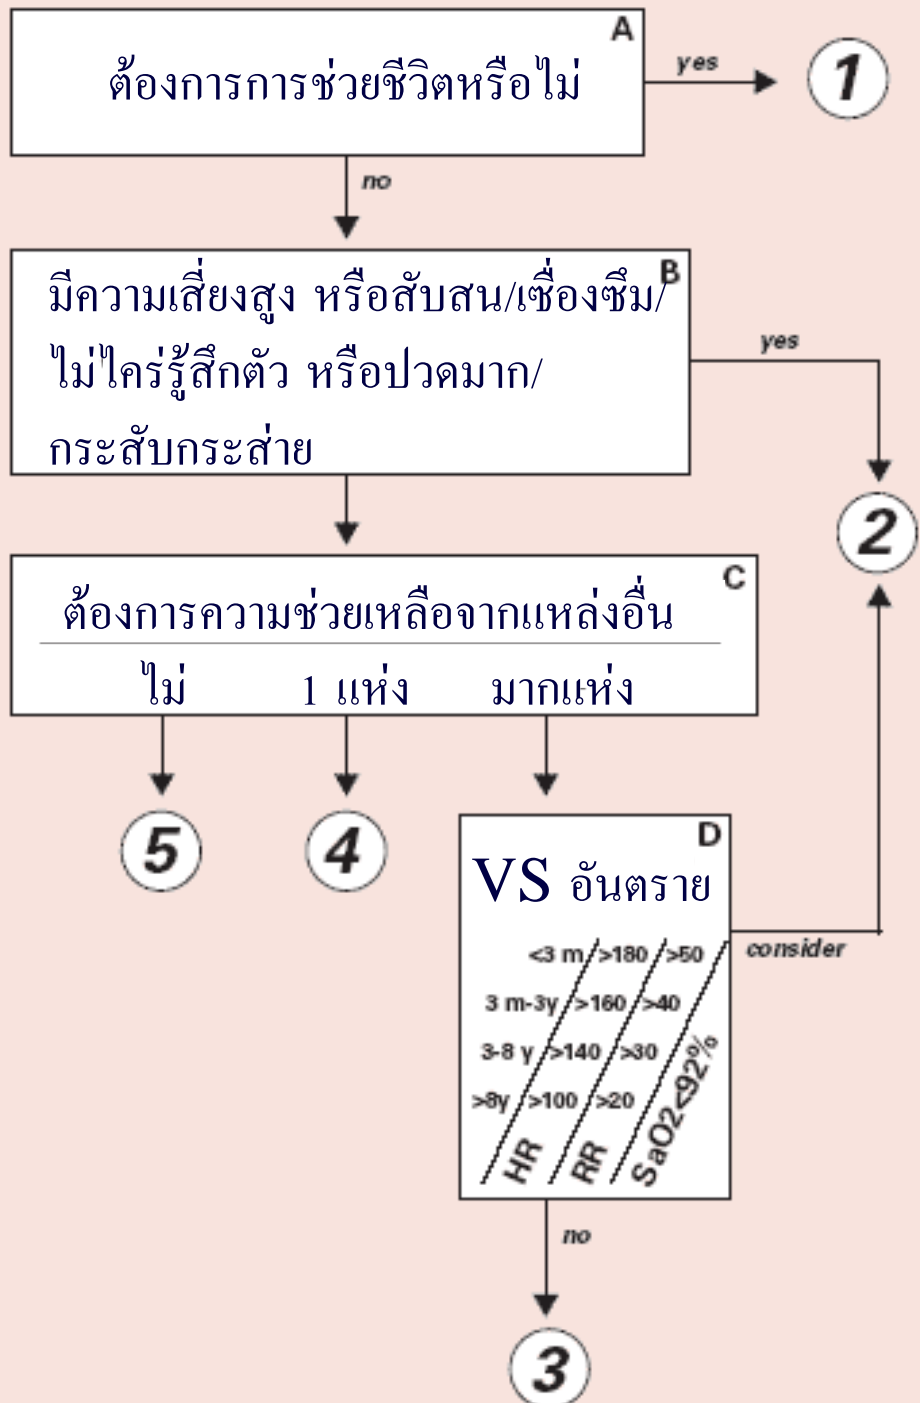 A
ต้องการการช่วยชีวิตหรือไม่
yes
1
no
B
มีความเสี่ยงสูง หรือสับสน/เซื่องซึม/
ไม่ใคร่รู้สึกตัว หรือปวดมาก/
กระสับกระส่าย
yes
2
C
ต้องการความช่วยเหลือจากแหล่งอื่น
ไม่ 1 แห่ง มากแห่ง
5 4
D
VS อันตราย
consider
<3 m >180 >50
3 m-3y >160 >40
3-8 y >140 >30
>8y >100 >20
HR RR SaO2<92%
no
3